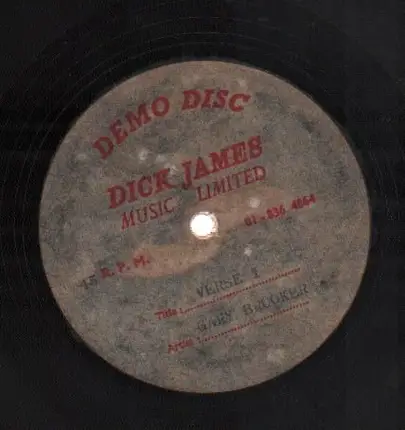 DEMO DISC
DICK JAMES
MUSIC LIMITED
01-836 4864
R. P. M.
Title : VERSE 1
Artist : GARY BROOKER